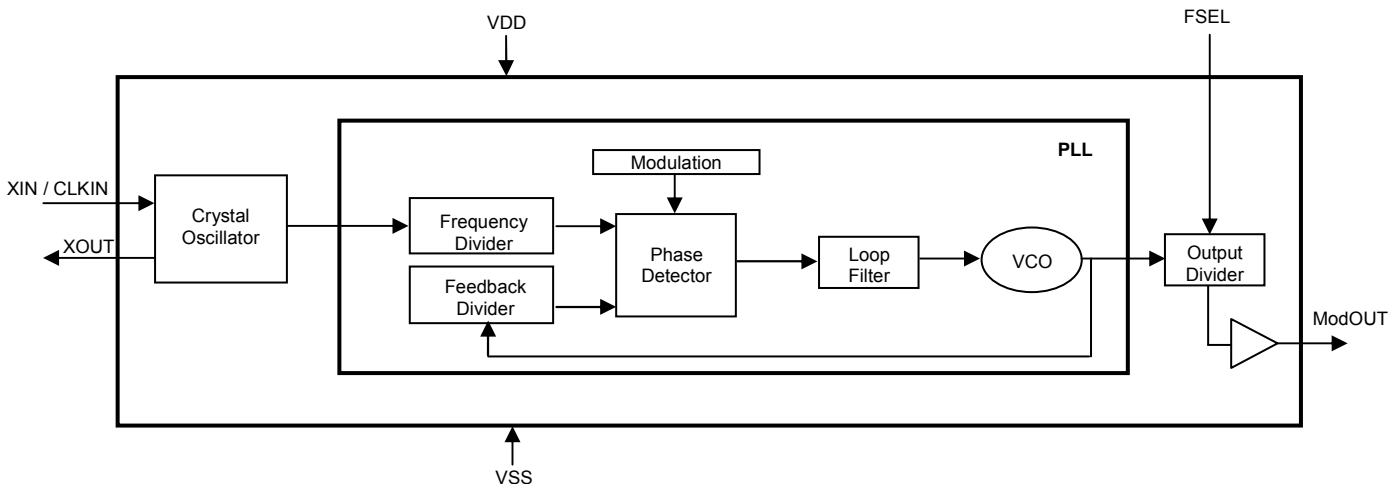 VDD
FSEL
PLL
Modulation
XIN / CLKIN
XOUT
Crystal
Oscillator
Frequency
Divider
Feedback
Divider
Phase
Detector
Loop
Filter
VCO
Output
Divider
ModOUT
VSS